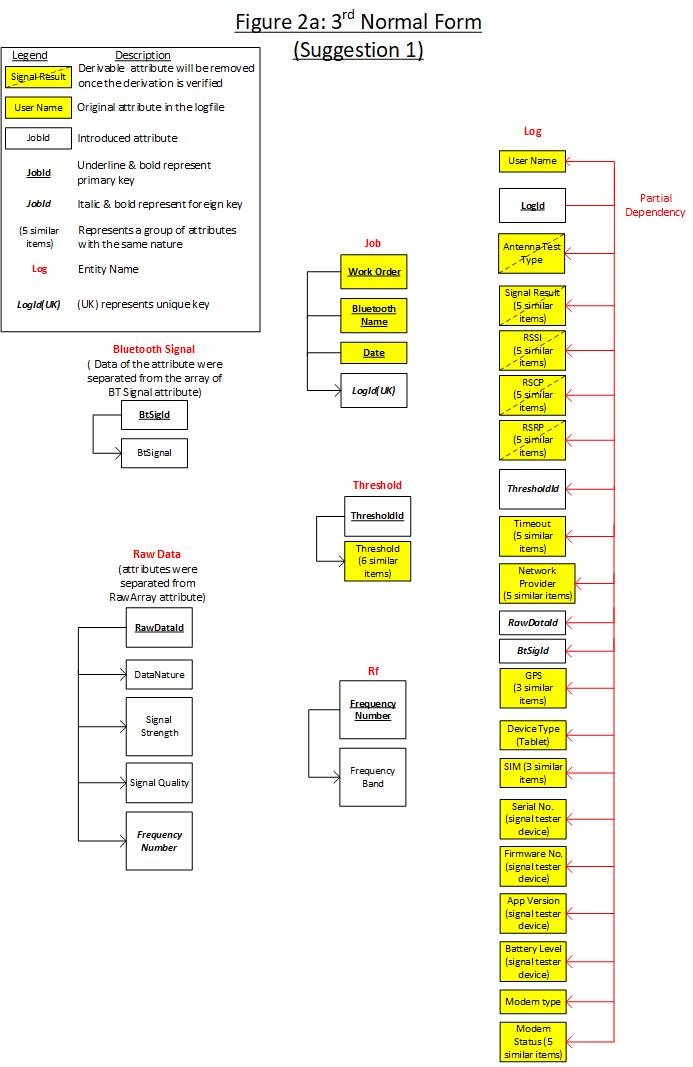 Figure 2a: 3rd Normal Form
(Suggestion 1)
Legend Description
Signal Result Derivable attribute will be removed
once the derivation is verified
User Name Original attribute in the logfile
JobId Introduced attribute
JobId Underline & bold represent
primary key
JobId Italic & bold represent foreign key
(5 similar
items)
Represents a group of attributes
with the same nature
Log Entity Name
LogId(UK) (UK) represents unique key
Bluetooth Signal
( Data of the attribute were
separated from the array of
BT Signal attribute)
BtSigId
BtSignal
Raw Data
(attributes were
separated from
RawArray attribute)
RawDataId
DataNature
Signal
Strength
Signal Quality
Frequency
Number
Job
Work Order
Bluetooth
Name
Date
LogId(UK)
Threshold
ThresholdId
Threshold
(6 similar
items)
Rf
Frequency
Number
Frequency
Band
Log
User Name
LogId
Partial
Dependency
Antenna Test
Type
Signal Result
(5 similar
items)
RSSI
(5 similar
items)
RSCP
(5 similar
items)
RSRP
(5 similar
items)
ThresholdId
Timeout
(5 similar
items)
Network
Provider
(5 similar items)
RawDataId
BtSigId
GPS
(3 similar
items)
Device Type
(Tablet)
SIM (3 similar
items)
Serial No.
(signal tester
device)
Firmware No.
(signal tester
device)
App Version
(signal tester
device)
Battery Level
(signal tester
device)
Modem type
Modem
Status (5
similar items)